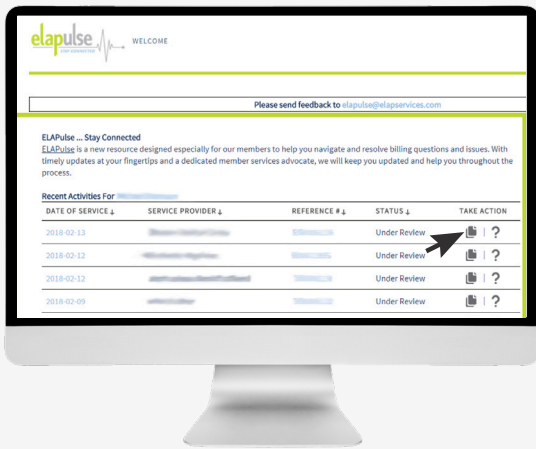 elapulse
STAY CONNECTED
WELCOME
Please send feedback to elapulse@elapservices.com
ELAPulse ... Stay Connected
ELAPulse is a new resource designed especially for our members to help you navigate and resolve billing questions and issues. With
timely updates at your fingertips and a dedicated member services advocate, we will keep you updated and help you throughout the
process.
Recent Activities For
DATE OF SERVICE ↓ SERVICE PROVIDER ↓ REFERENCE # ↓ STATUS ↓ TAKE ACTION
2018-02-13 Under Review | ?
2018-02-12 Under Review | ?
2018-02-12 Under Review | ?
2018-02-09 Under Review | ?